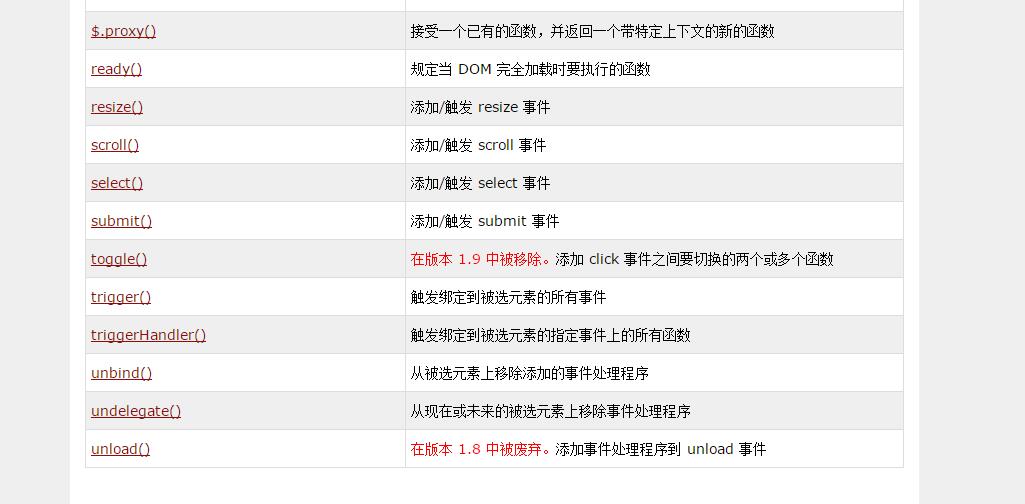 $.proxy() 接受一个已有的函数，并返回一个带特定上下文的新的函数
ready() 规定当 DOM 完全加载时要执行的函数
resize() 添加/触发 resize 事件
scroll() 添加/触发 scroll 事件
select() 添加/触发 select 事件
submit() 添加/触发 submit 事件
toggle() 在版本 1.9 中被移除。添加 click 事件之间要切换的两个或多个函数
trigger() 触发绑定到被选元素的所有事件
triggerHandler() 触发绑定到被选元素的指定事件上的所有函数
unbind() 从被选元素上移除添加的事件处理程序
undelegate() 从现在或未来的被选元素上移除事件处理程序
unload() 在版本 1.8 中被废弃。添加事件处理程序到 unload 事件